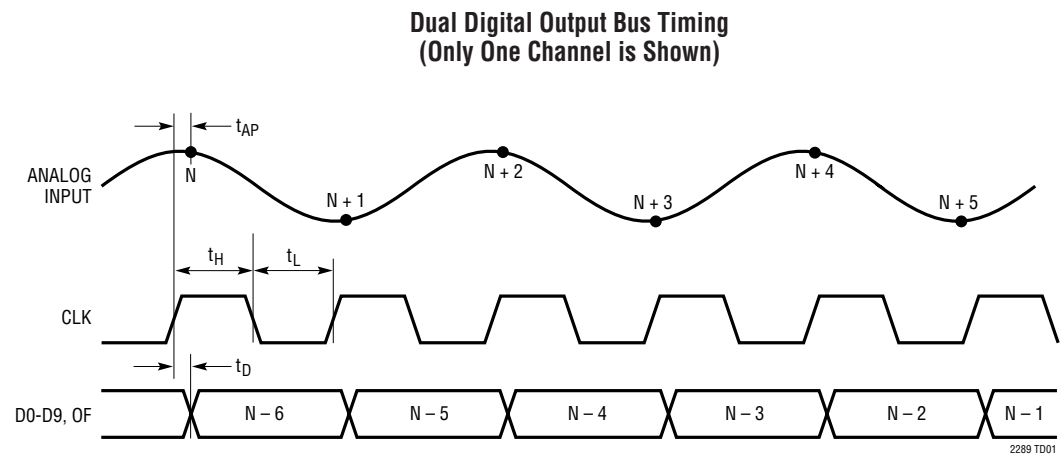 Dual Digital Output Bus Timing
(Only One Channel is Shown)
tAP
ANALOG
INPUT
N
N + 1
N + 2
N + 3
N + 4
N + 5
tH
tL
CLK
tD
D0-D9, OF
N – 6
N – 5
N – 4
N – 3
N – 2
N – 1
2289 TD01